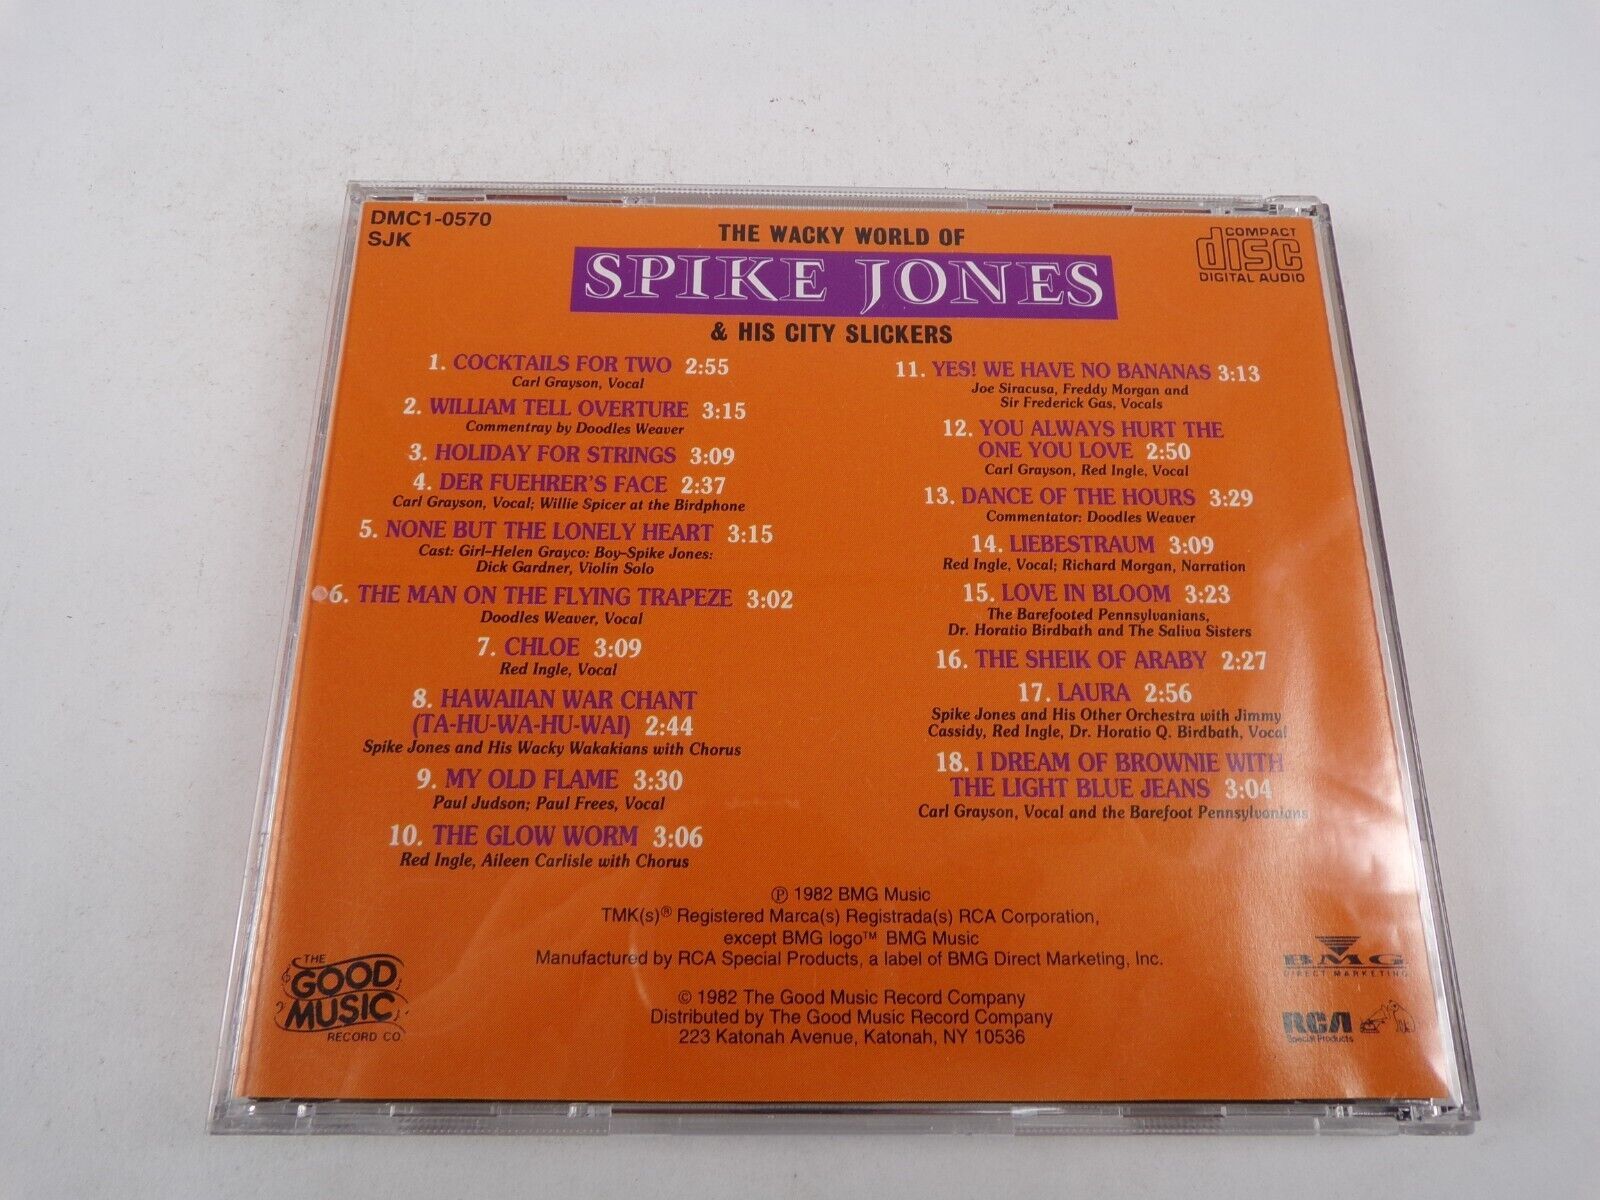 DMC1-0570
SJK
THE WACKY WORLD OF
SPIKE JONES
& HIS CITY SLICKERS
COMPACT
disc
DIGITAL AUDIO
1. COCKTAILS FOR TWO 2:55
Carl Grayson, Vocal
2. WILLIAM TELL OVERTURE 3:15
Commentray by Doodles Weaver
3. HOLIDAY FOR STRINGS 3:09
4. DER FUEHRER'S FACE 2:37
Carl Grayson, Vocal; Willie Spicer at the Birdphone
5. NONE BUT THE LONELY HEART 3:15
Cast: Girl-Helen Grayco: Boy-Spike Jones:
Dick Gardner, Violin Solo
6. THE MAN ON THE FLYING TRAPEZE 3:02
Doodles Weaver, Vocal
7. CHLOE 3:09
Red Ingle, Vocal
8. HAWAIIAN WAR CHANT
(TA-HU-WA-HU-WAI) 2:44
Spike Jones and His Wacky Wakakians with Chorus
9. MY OLD FLAME 3:30
Paul Judson; Paul Frees, Vocal
10. THE GLOW WORM 3:06
Red Ingle, Aileen Carlisle with Chorus
11. YES! WE HAVE NO BANANAS 3:13
Joe Siracusa, Freddy Morgan and
Sir Frederick Gas, Vocals
12. YOU ALWAYS HURT THE
ONE YOU LOVE 2:50
Carl Grayson, Red Ingle, Vocal
13. DANCE OF THE HOURS 3:29
Commentator: Doodles Weaver
14. LIEBESTRAUM 3:09
Red Ingle, Vocal; Richard Morgan, Narration
15. LOVE IN BLOOM 3:23
The Barefooted Pennsylvanians,
Dr. Horatio Birdbath and The Saliva Sisters
16. THE SHEIK OF ARABY 2:27
17. LAURA 2:56
Spike Jones and His Other Orchestra with Jimmy
Cassidy, Red Ingle, Dr. Horatio Q. Birdbath, Vocal
18. I DREAM OF BROWNIE WITH
THE LIGHT BLUE JEANS 3:04
Carl Grayson, Vocal and the Barefoot Pennsylvanians
℗ 1982 BMG Music
TMK(s)® Registered Marca(s) Registrada(s) RCA Corporation,
except BMG logo™ BMG Music
Manufactured by RCA Special Products, a label of BMG Direct Marketing, Inc.
© 1982 The Good Music Record Company
Distributed by The Good Music Record Company
223 Katonah Avenue, Katonah, NY 10536
THE
GOOD
MUSIC
RECORD CO.
BMG
DIRECT MARKETING
RCA
Special Products